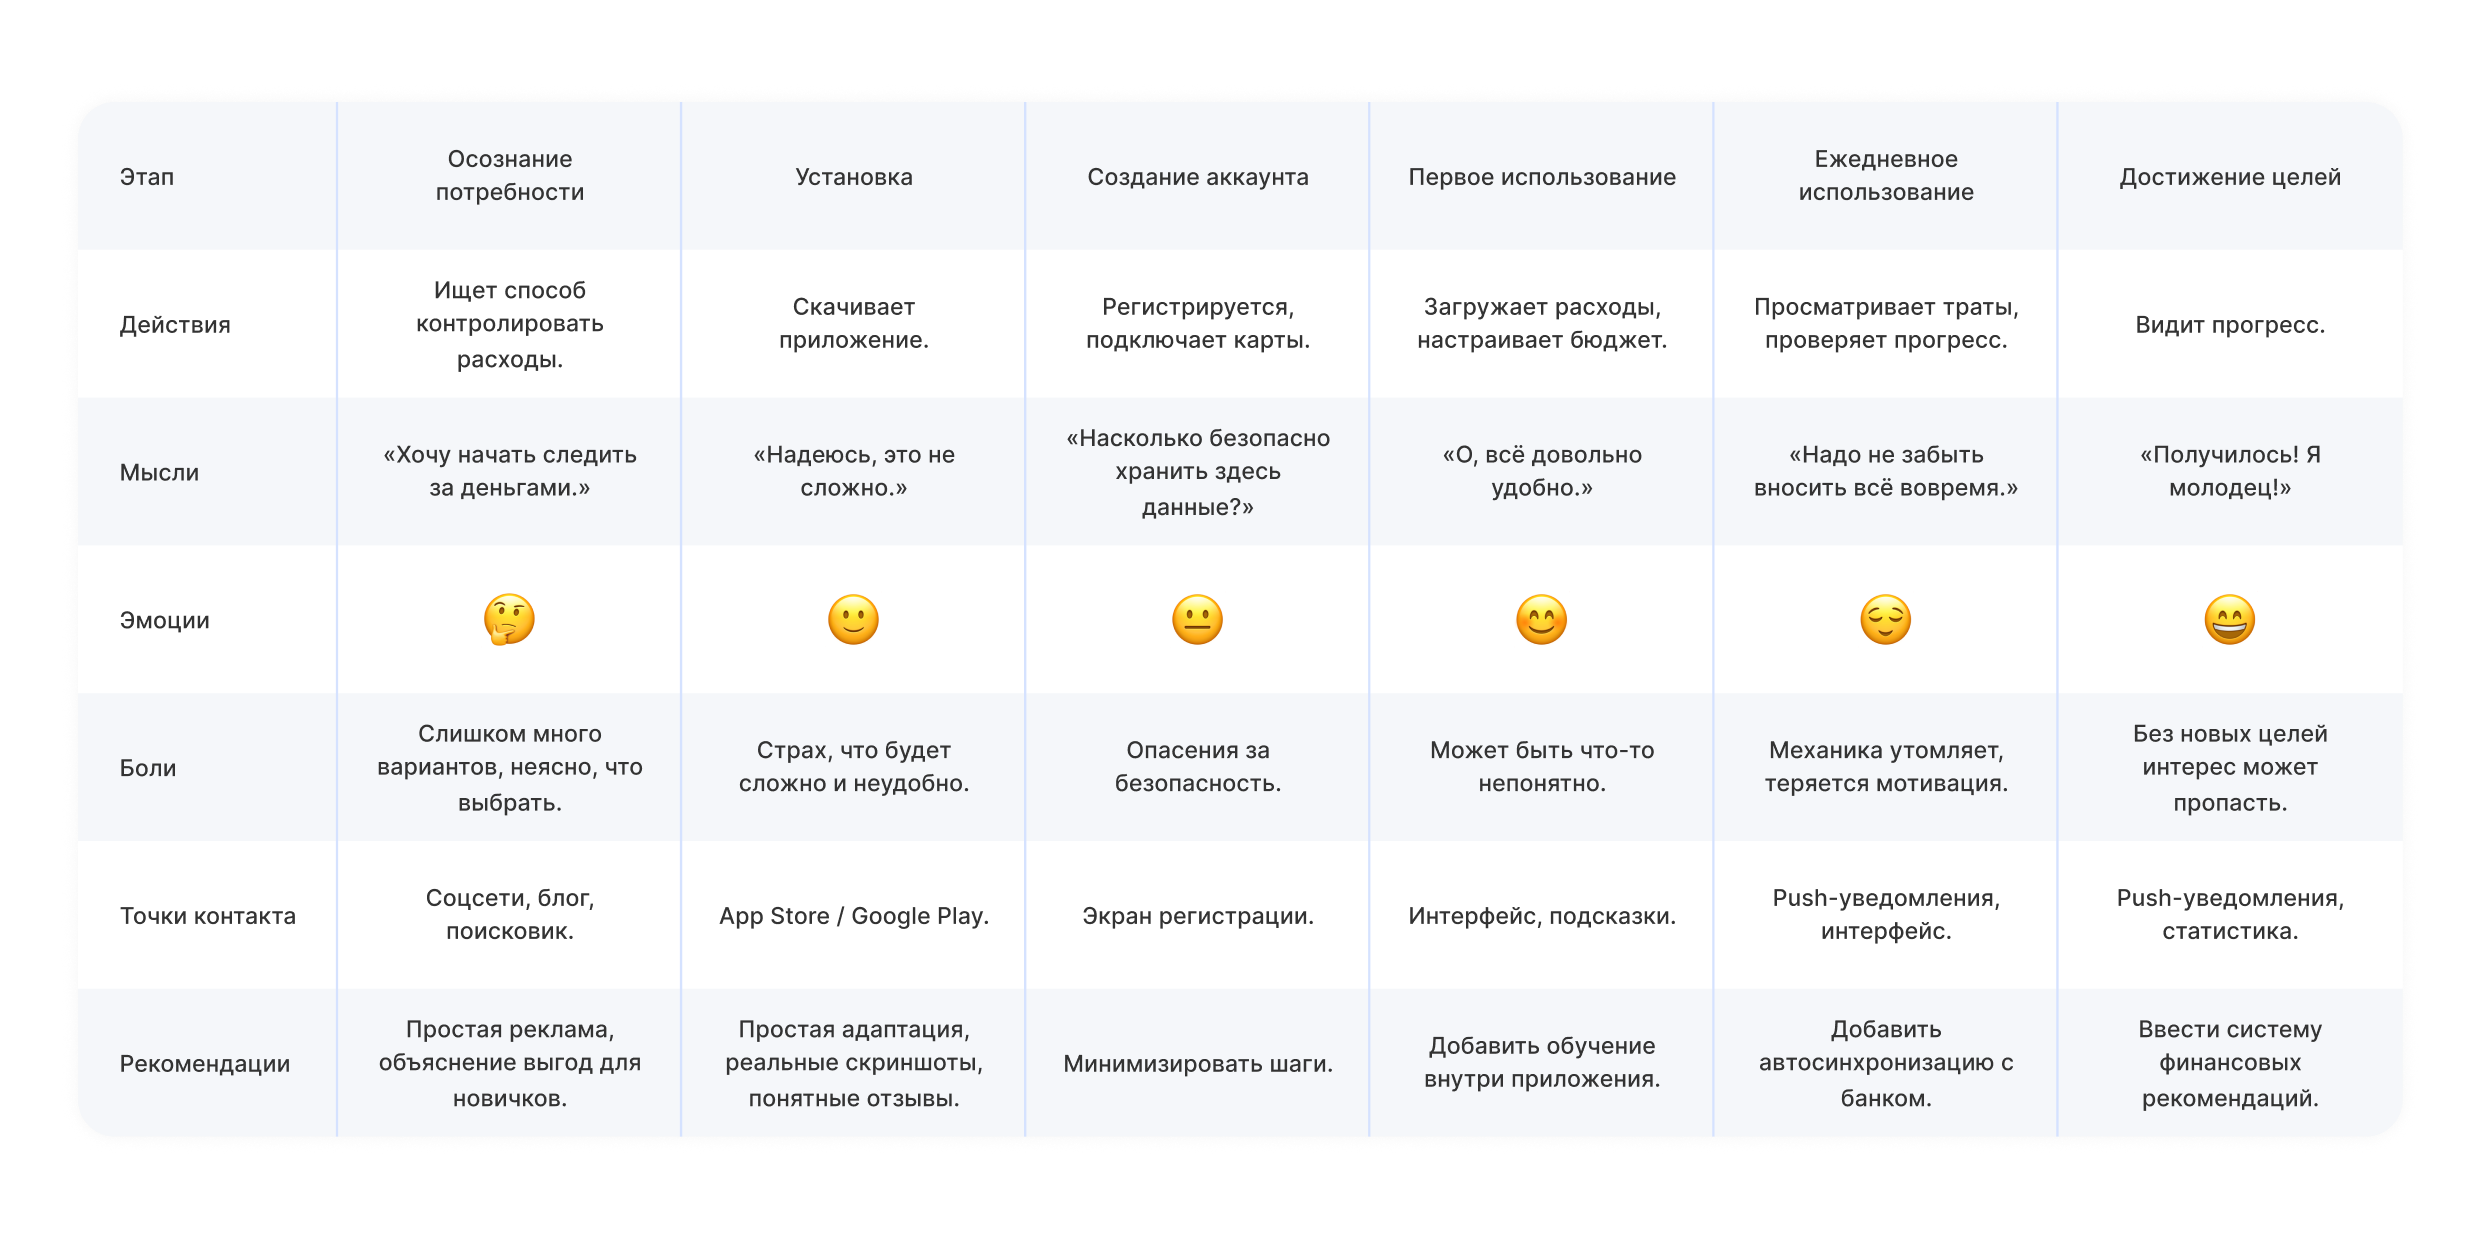 Этап
Осознание
потребности
Установка
Создание аккаунта
Первое использование
Ежедневное
использование
Достижение целей
Действия
Ищет способ
контролировать
расходы.
Скачивает
приложение.
Регистрируется,
подключает карты.
Загружает расходы,
настраивает бюджет.
Просматривает траты,
проверяет прогресс.
Видит прогресс.
Мысли
«Хочу начать следить
за деньгами.»
«Надеюсь, это не
сложно.»
«Насколько безопасно
хранить здесь
данные?»
«О, всё довольно
удобно.»
«Надо не забыть
вносить всё вовремя.»
«Получилось! Я
молодец!»
Эмоции
Боли
Слишком много
вариантов, неясно, что
выбрать.
Страх, что будет
сложно и неудобно.
Опасения за
безопасность.
Может быть что-то
непонятно.
Механика утомляет,
теряется мотивация.
Без новых целей
интерес может
пропасть.
Точки контакта
Соцсети, блог,
поисковик.
App Store / Google Play.
Экран регистрации.
Интерфейс, подсказки.
Push-уведомления,
интерфейс.
Push-уведомления,
статистика.
Рекомендации
Простая реклама,
объяснение выгод для
новичков.
Простая адаптация,
реальные скриншоты,
понятные отзывы.
Минимизировать шаги.
Добавить обучение
внутри приложения.
Добавить
автосинхронизацию с
банком.
Ввести систему
финансовых
рекомендаций.